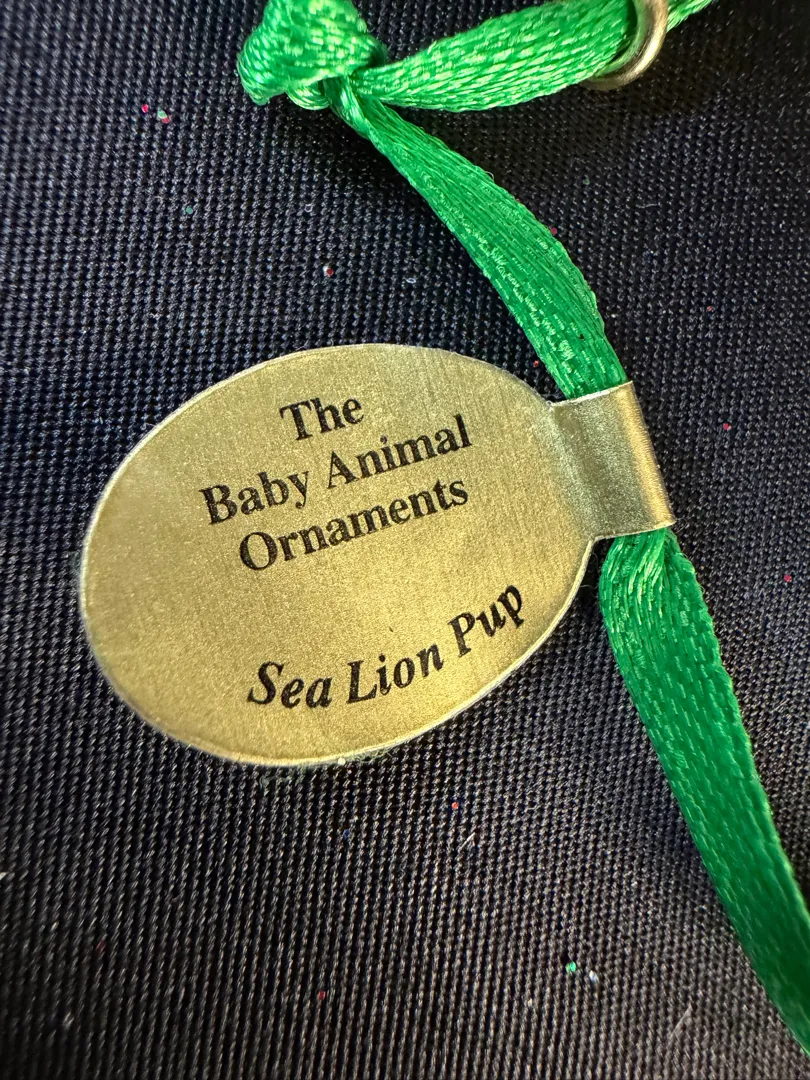 The
Baby Animal
Ornaments
Sea Lion Pup